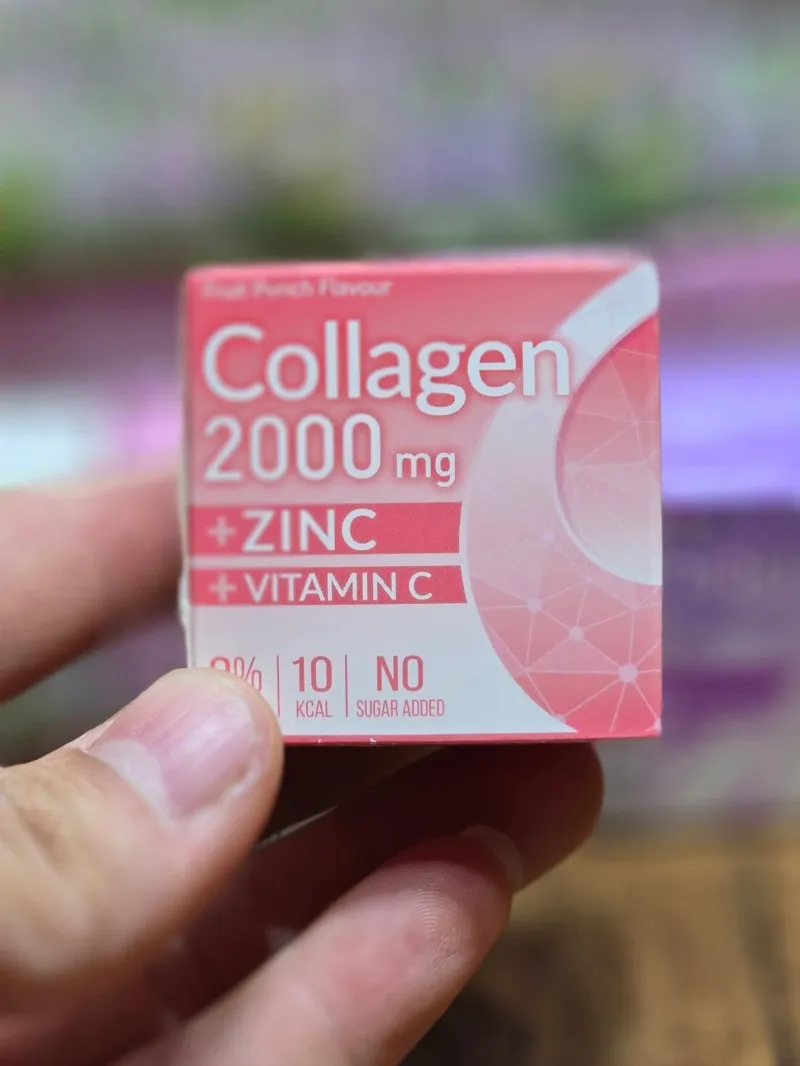 Fruit Punch Flavour
Collagen
2000 mg
+ZINC
+VITAMIN C
% 10 NO
KCAL SUGAR ADDED